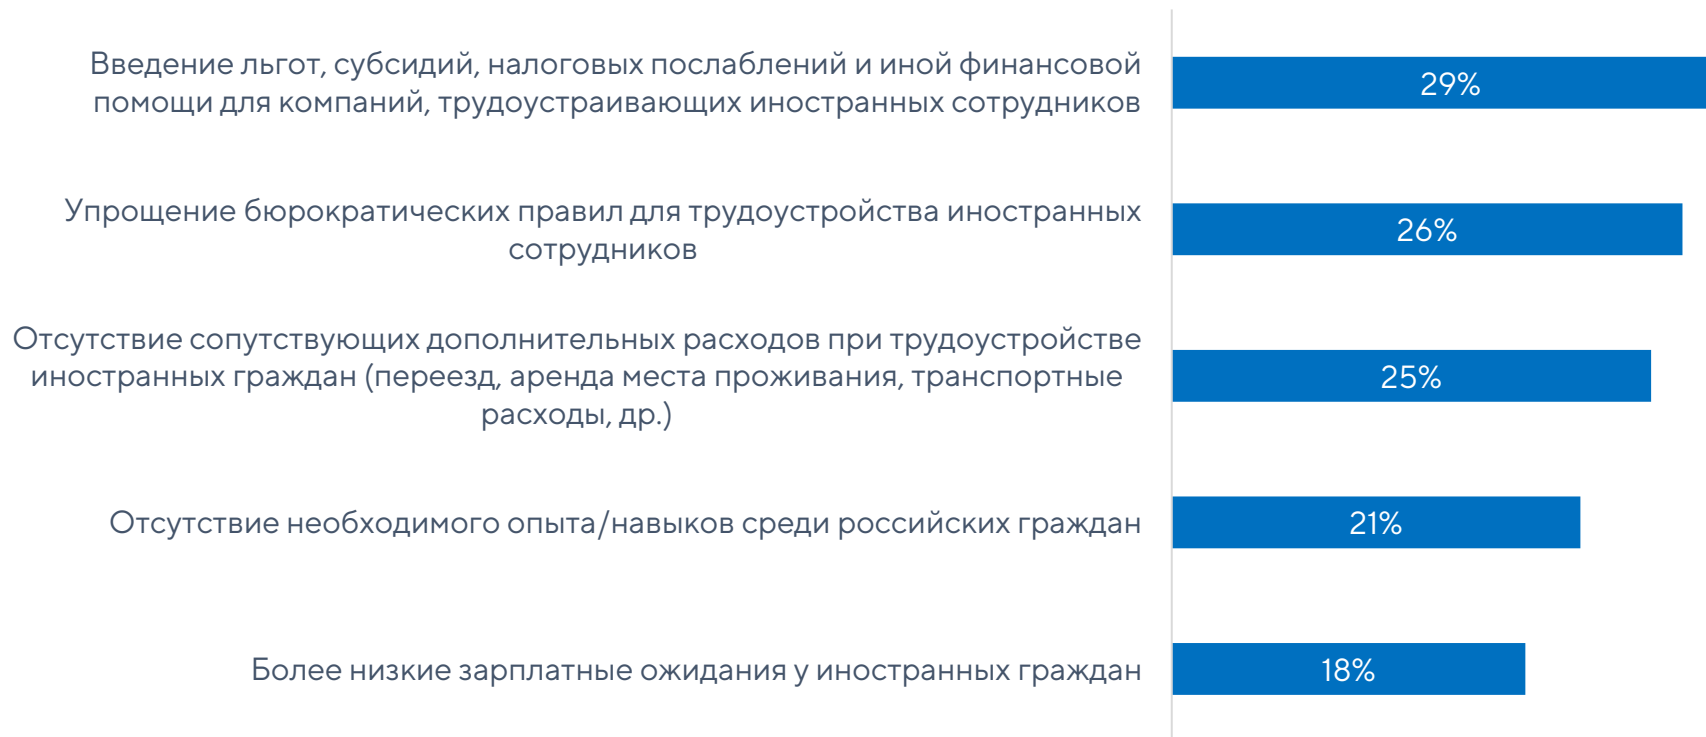 Введение льгот, субсидий, налоговых послаблений и иной финансовой
помощи для компаний, трудоустраивающих иностранных сотрудников
29%
Упрощение бюрократических правил для трудоустройства иностранных
сотрудников
26%
Отсутствие сопутствующих дополнительных расходов при трудоустройстве
иностранных граждан (переезд, аренда места проживания, транспортные
расходы, др.)
25%
Отсутствие необходимого опыта/навыков среди российских граждан
21%
Более низкие зарплатные ожидания у иностранных граждан
18%